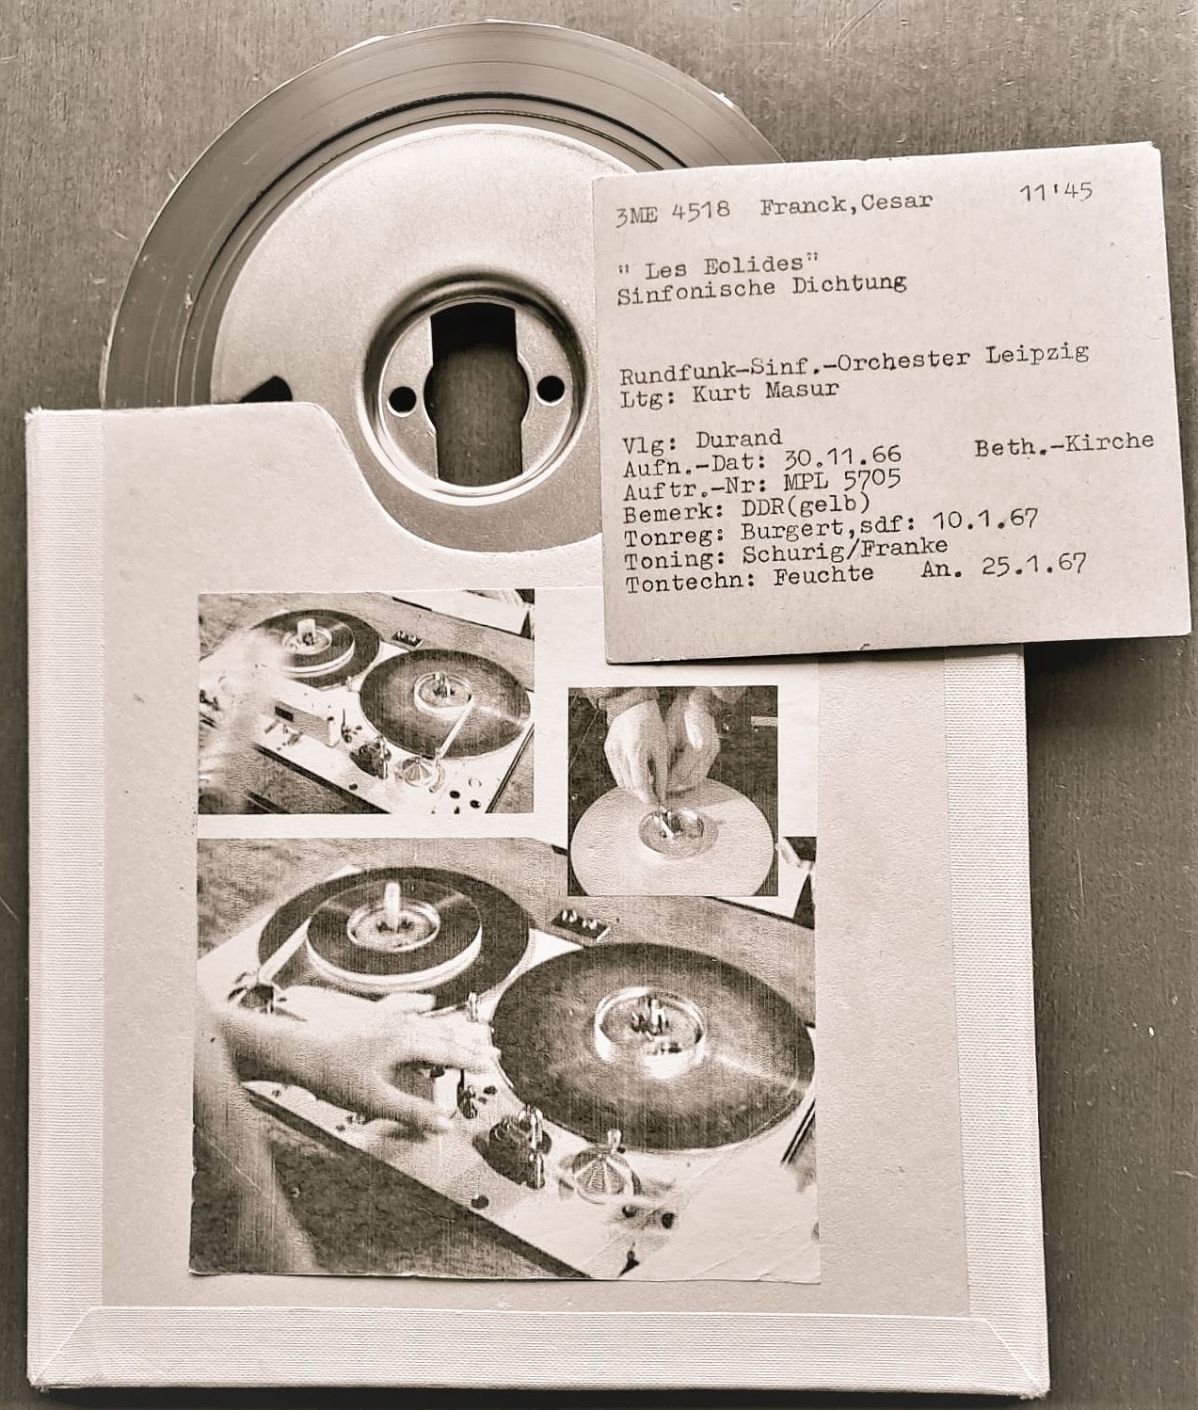 3ME 4518 Franck,Cesar 11'45
" Les Eolides"
Sinfonische Dichtung
Rundfunk-Sinf.-Orchester Leipzig
Ltg: Kurt Masur
Vlg: Durand
Aufn.-Dat: 30.11.66 Beth.-Kirche
Auftr.-Nr: MPL 5705
Bemerk: DDR(gelb)
Tonreg: Burgert,sdf: 10.1.67
Toning: Schurig/Franke
Tontechn: Feuchte An. 25.1.67